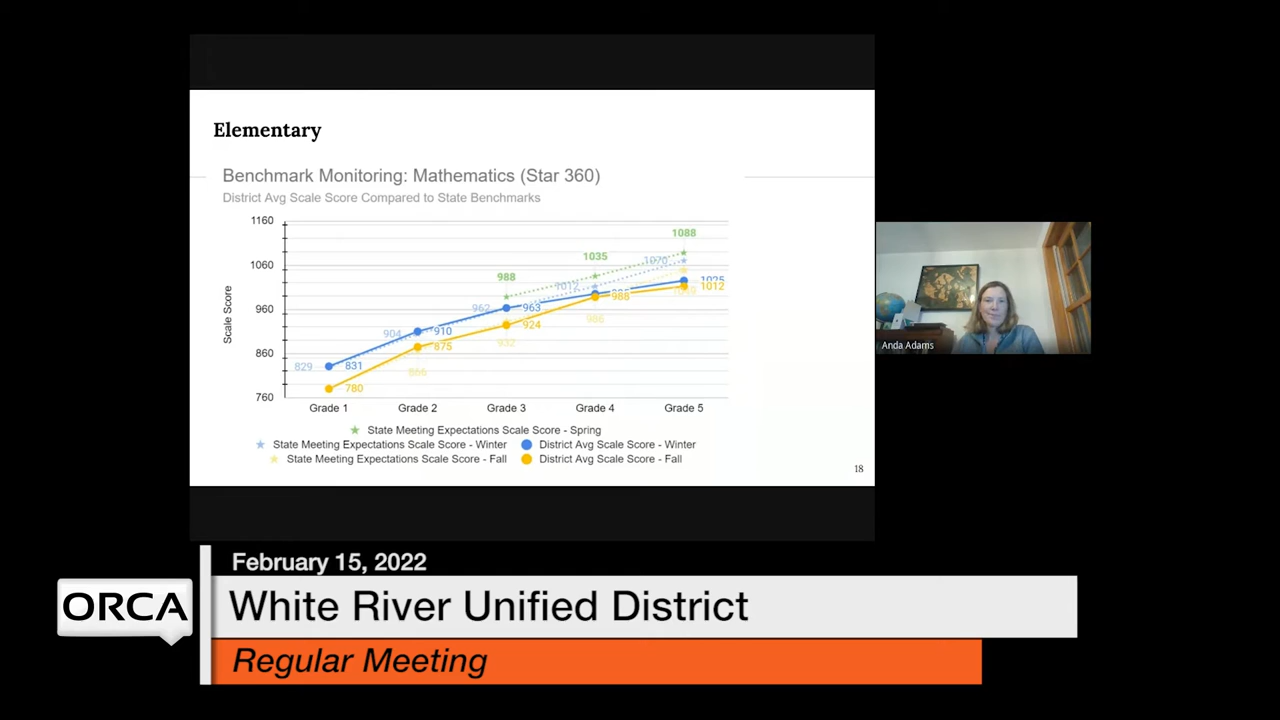 Elementary
Benchmark Monitoring: Mathematics (Star 360)
District Avg Scale Score Compared to State Benchmarks
Scale Score
1160
1060
960
860
760
1088
1035
988
1070
1012
962
904
829
1025
963
910
831
1012
988
924
875
780
986
932
866
Grade 1 Grade 2 Grade 3 Grade 4 Grade 5
State Meeting Expectations Scale Score - Spring
State Meeting Expectations Scale Score - Winter District Avg Scale Score - Winter
State Meeting Expectations Scale Score - Fall District Avg Scale Score - Fall
18
Anda Adams
February 15, 2022
ORCA
White River Unified District
Regular Meeting